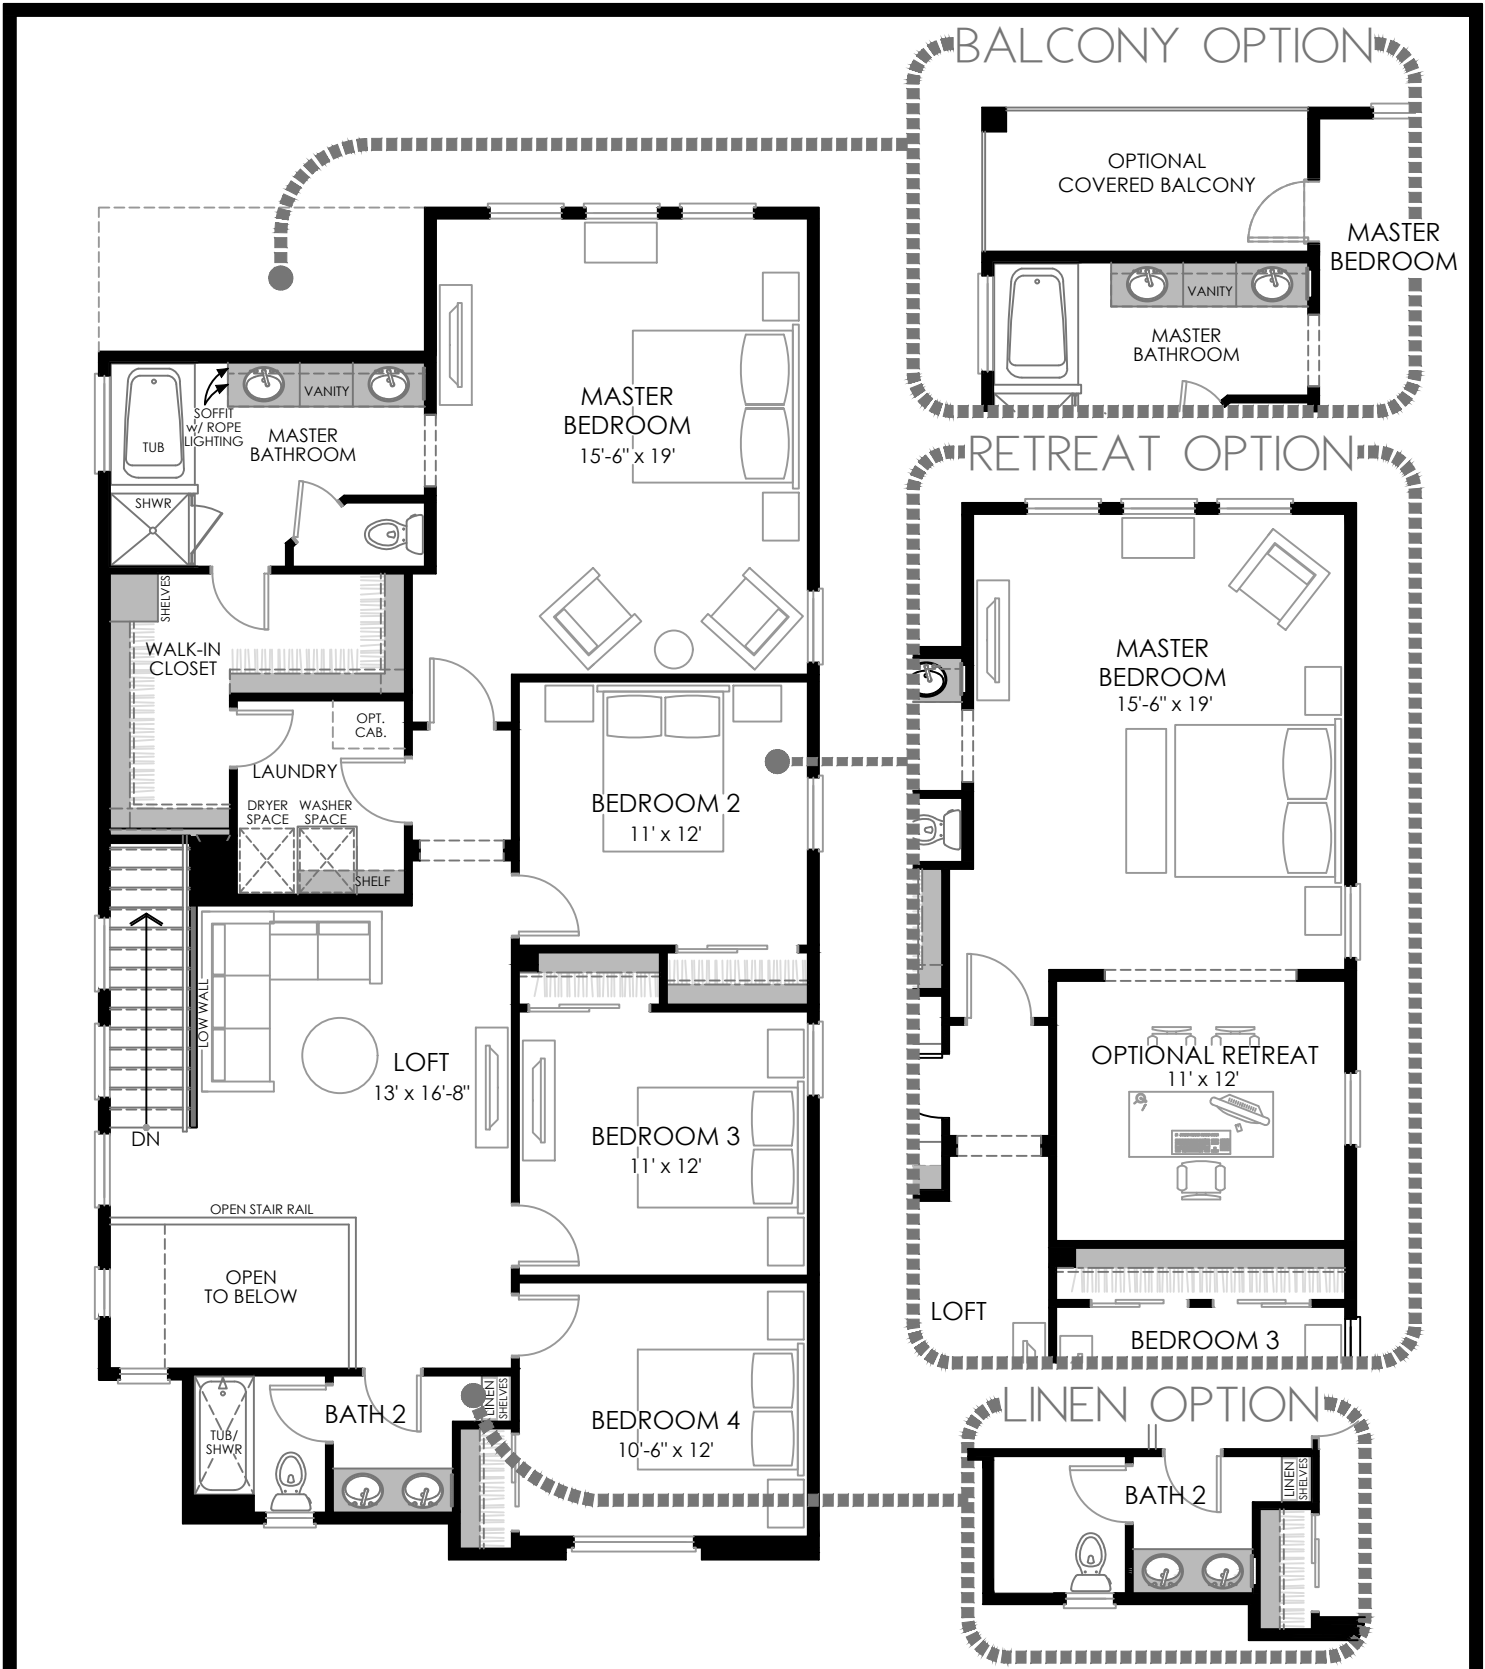 BALCONY OPTION
OPTIONAL
COVERED BALCONY
MASTER
BEDROOM
VANITY
MASTER
BATHROOM
VANITY
SOFFIT
W/ ROPE
LIGHTING
TUB
MASTER
BATHROOM
SHWR
MASTER
BEDROOM
15'-6" x 19'
SHELVES
WALK-IN
CLOSET
OPT.
CAB.
LAUNDRY
DRYER
SPACE
WASHER
SPACE
SHELF
BEDROOM 2
11' x 12'
LOW WALL
LOFT
13' x 16'-8"
DN
BEDROOM 3
11' x 12'
OPEN STAIR RAIL
OPEN
TO BELOW
BATH 2
TUB/
SHWR
LINEN
SHELVES
BEDROOM 4
10'-6" x 12'
RETREAT OPTION
MASTER
BEDROOM
15'-6" x 19'
OPTIONAL RETREAT
11' x 12'
LOFT
BEDROOM 3
LINEN OPTION
BATH 2
LINEN
SHELVES